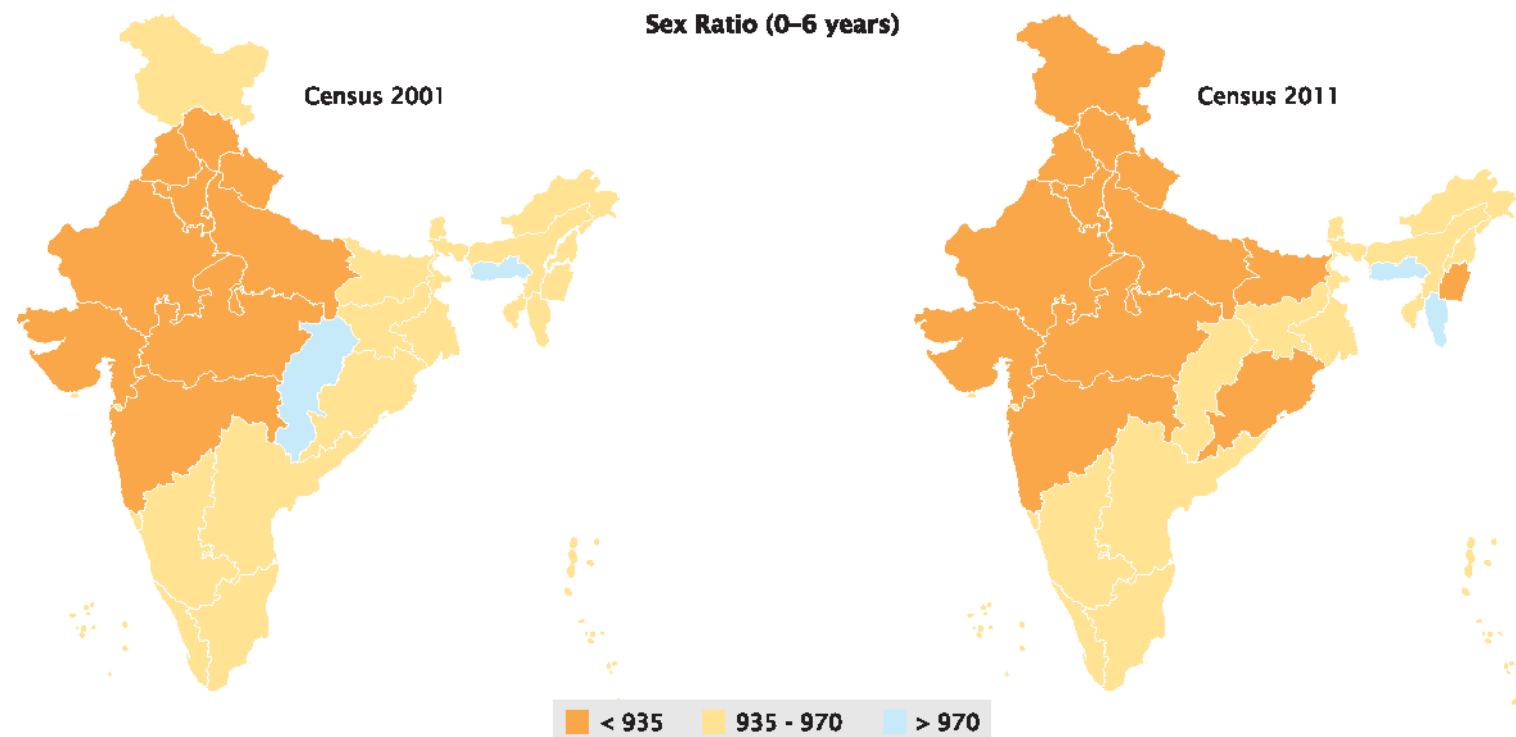 Sex Ratio (0–6 years)
Census 2001
Census 2011
< 935
935 - 970
> 970